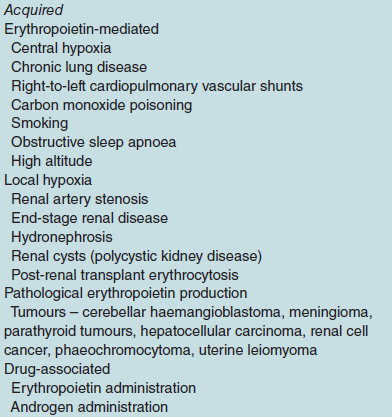 Acquired
Erythropoietin-mediated
Central hypoxia
Chronic lung disease
Right-to-left cardiopulmonary vascular shunts
Carbon monoxide poisoning
Smoking
Obstructive sleep apnoea
High altitude
Local hypoxia
Renal artery stenosis
End-stage renal disease
Hydronephrosis
Renal cysts (polycystic kidney disease)
Post-renal transplant erythrocytosis
Pathological erythropoietin production
Tumours – cerebellar haemangioblastoma, meningioma,
parathyroid tumours, hepatocellular carcinoma, renal cell
cancer, phaeochromocytoma, uterine leiomyoma
Drug-associated
Erythropoietin administration
Androgen administration